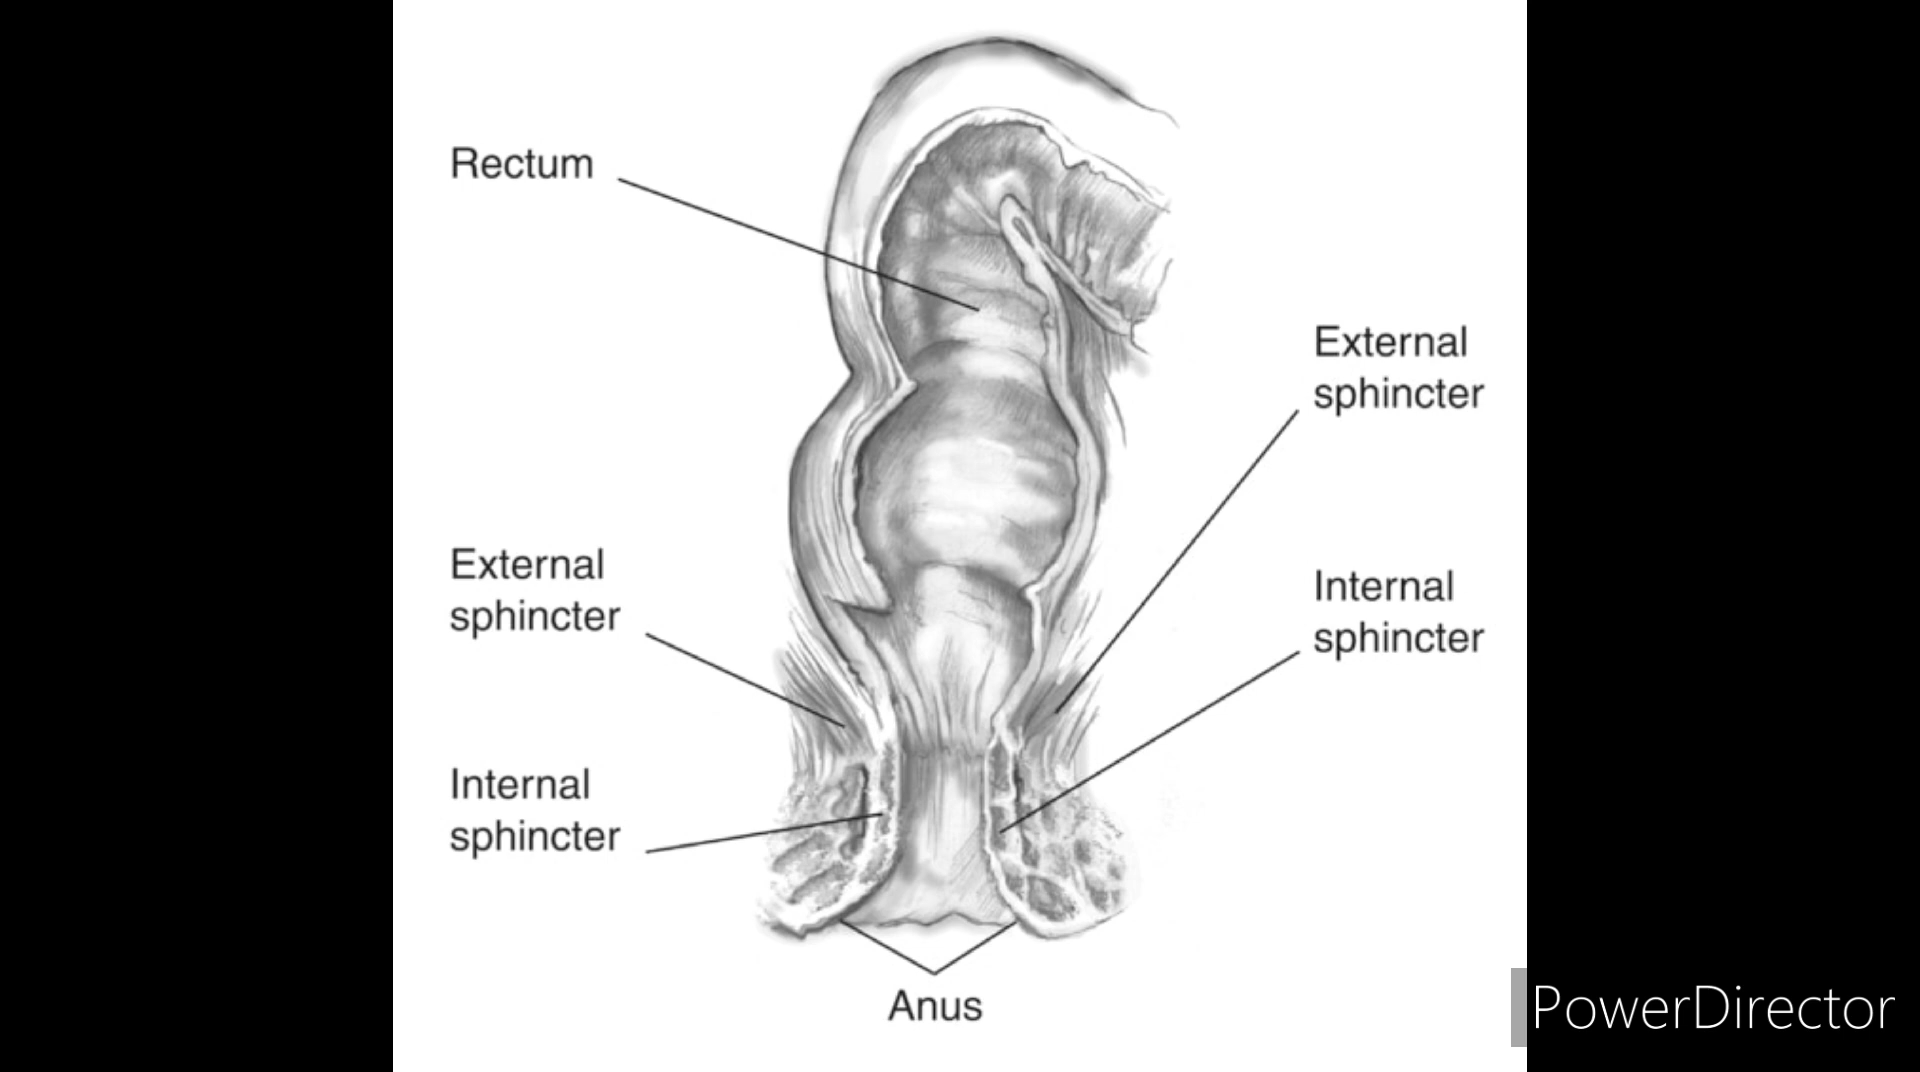 Rectum
External
sphincter
External
sphincter
Internal
sphincter
Internal
sphincter
Anus
PowerDirector